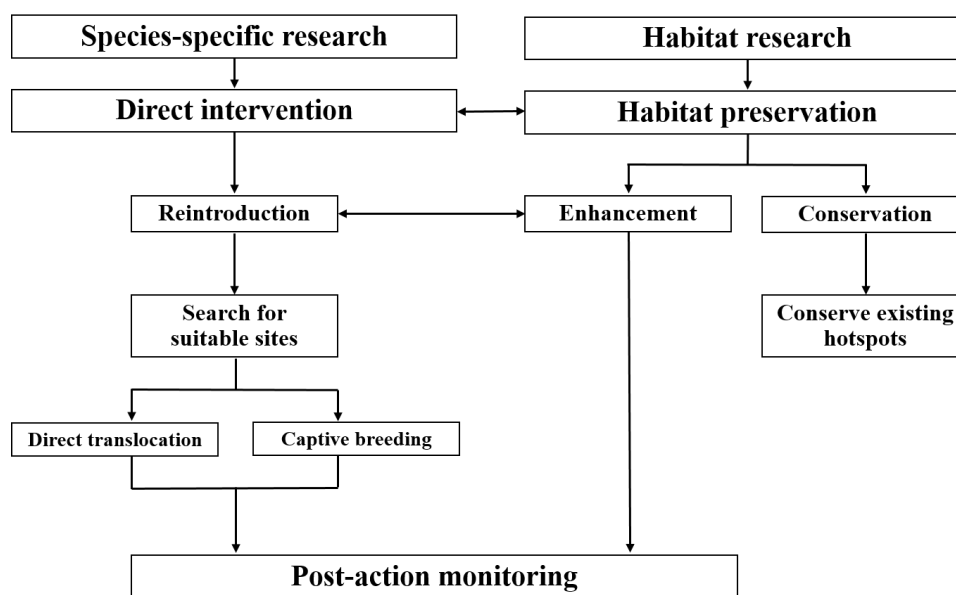 Species-specific research
Habitat research
Direct intervention
Habitat preservation
Reintroduction
Enhancement
Conservation
Search for
suitable sites
Conserve existing
hotspots
Direct translocation
Captive breeding
Post-action monitoring